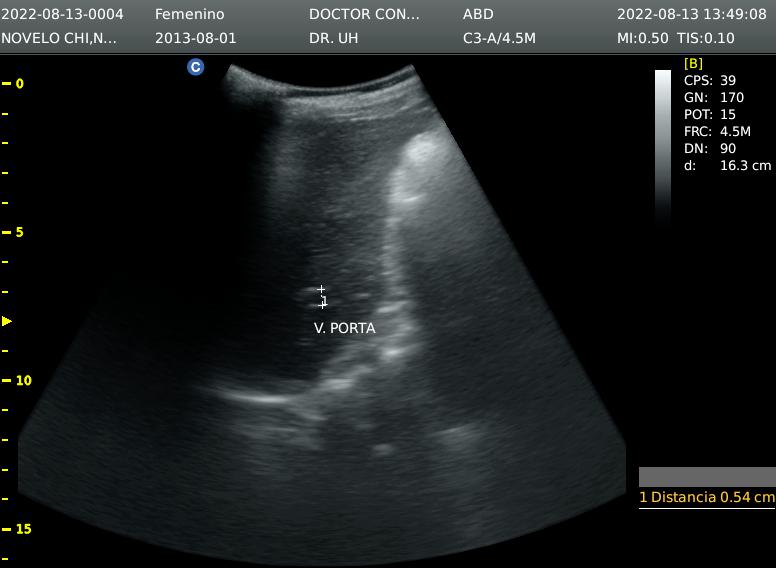 2022-08-13-0004 Femenino DOCTOR CON... ABD 2022-08-13 13:49:08
NOVELO CHI,N... 2013-08-01 DR. UH C3-A/4.5M MI:0.50 TIS:0.10
C
[B]
CPS: 39
GN: 170
POT: 15
FRC: 4.5M
DN: 90
d: 16.3 cm
0
5
10
15
1
V. PORTA
1 Distancia 0.54 cm